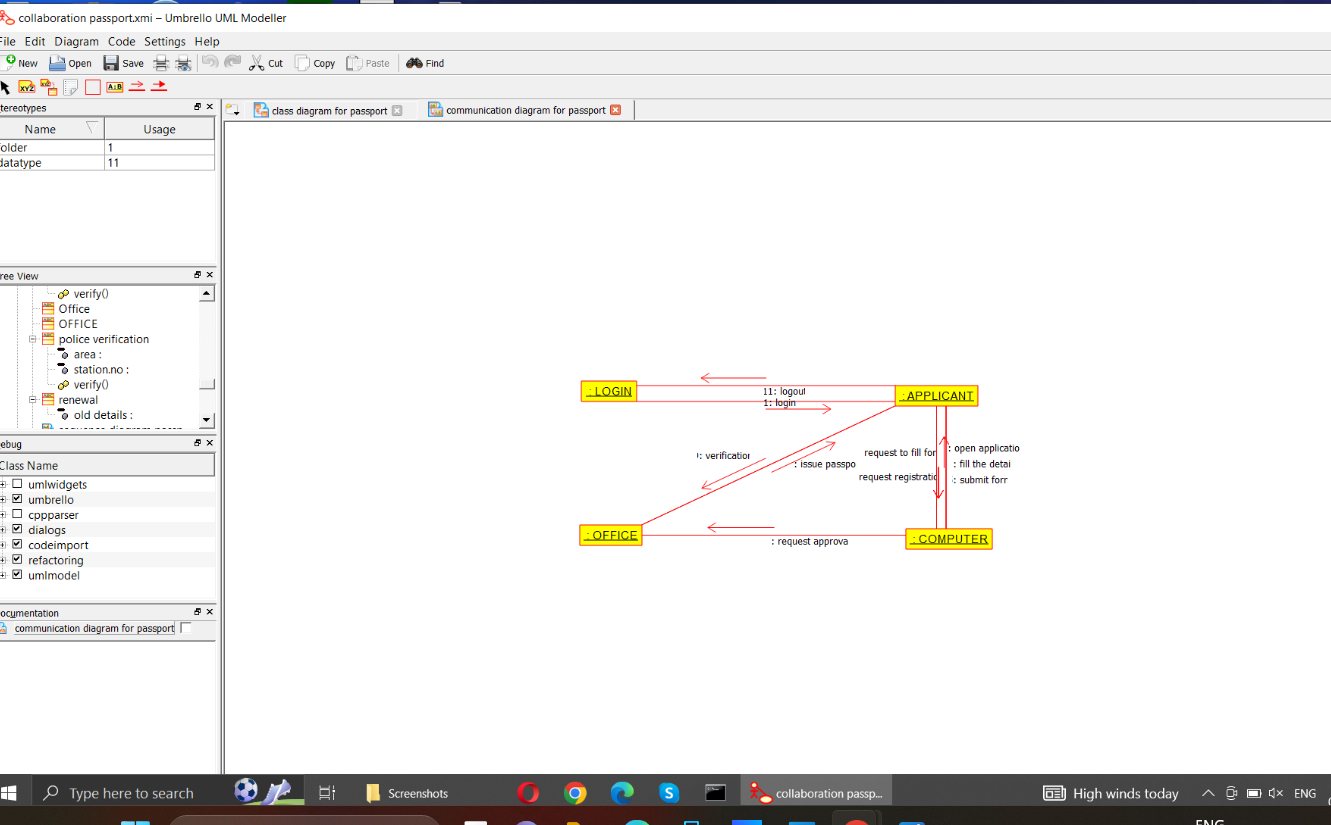 collaboration passport.xmi – Umbrello UML Modeller
File Edit Diagram Code Settings Help
New Open Save Cut Copy Paste Find
XYZ XYZ A:B
tereotypes
class diagram for passport communication diagram for passport
Name Usage
older 1
datatype 11
ree View
verify()
Office
OFFICE
police verification
area :
station.no :
verify()
renewal
old details :
ebug
Class Name
umlwidgets
umbrello
cppparser
dialogs
codeimport
refactoring
umlmodel
ocumentation
communication diagram for passport
: LOGIN
11: logout
1: login
: APPLICANT
: verification
: issue passpo
request to fill for
request registratio
: open applicatio
: fill the detai
: submit forr
: OFFICE
: request approva
: COMPUTER
Type here to search
Screenshots
collaboration passp...
High winds today
ENG